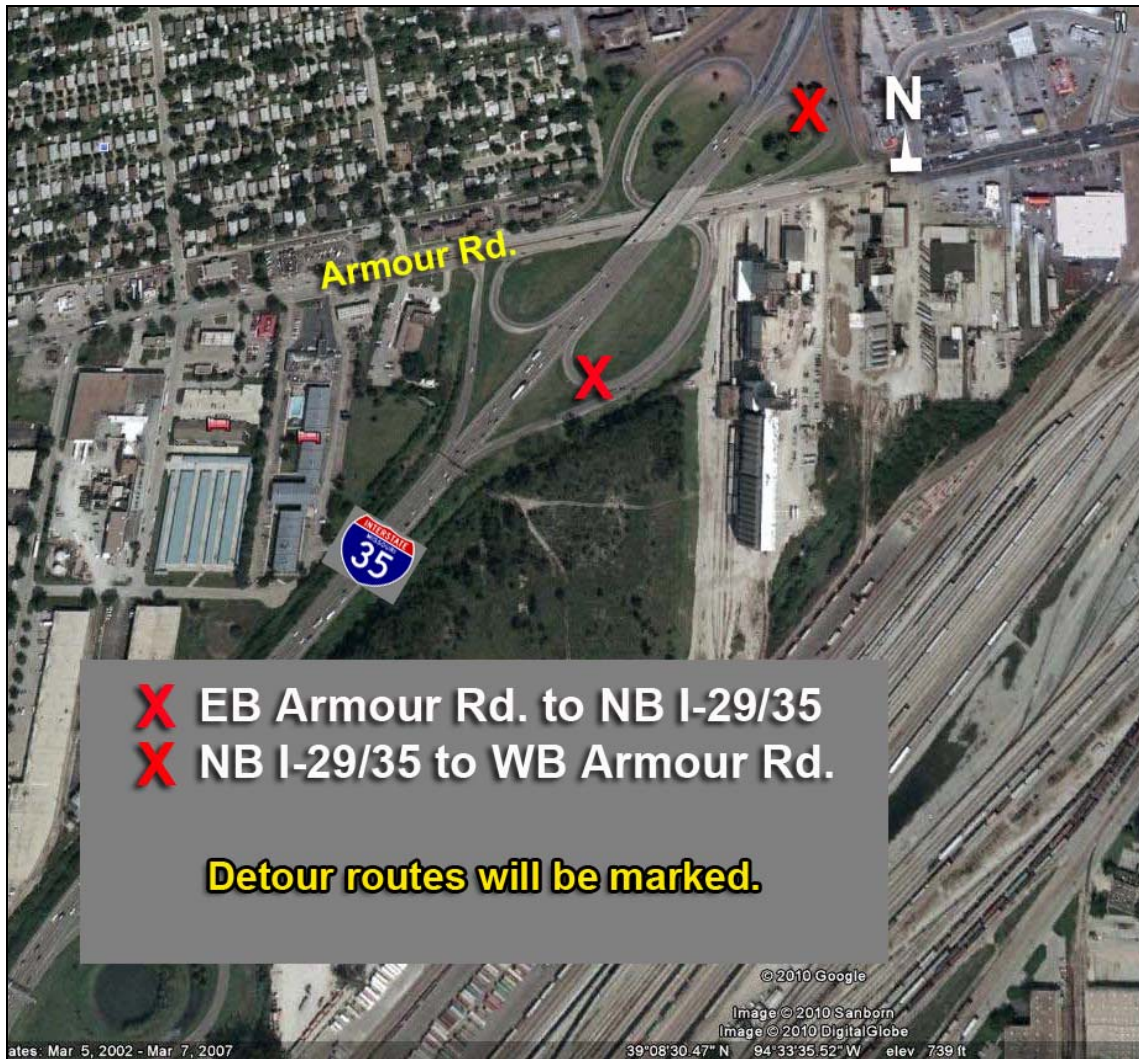 X
N
Armour Rd.
X
INTERSTATE
MISSOURI
35
X EB Armour Rd. to NB I-29/35
X NB I-29/35 to WB Armour Rd.
Detour routes will be marked.
© 2010 Google
Image © 2010 Sanborn
Image © 2010 DigitalGlobe
ates: Mar 5, 2002 - Mar 7, 2007 39°08'30.47" N 94°33'35.52" W elev 739 ft